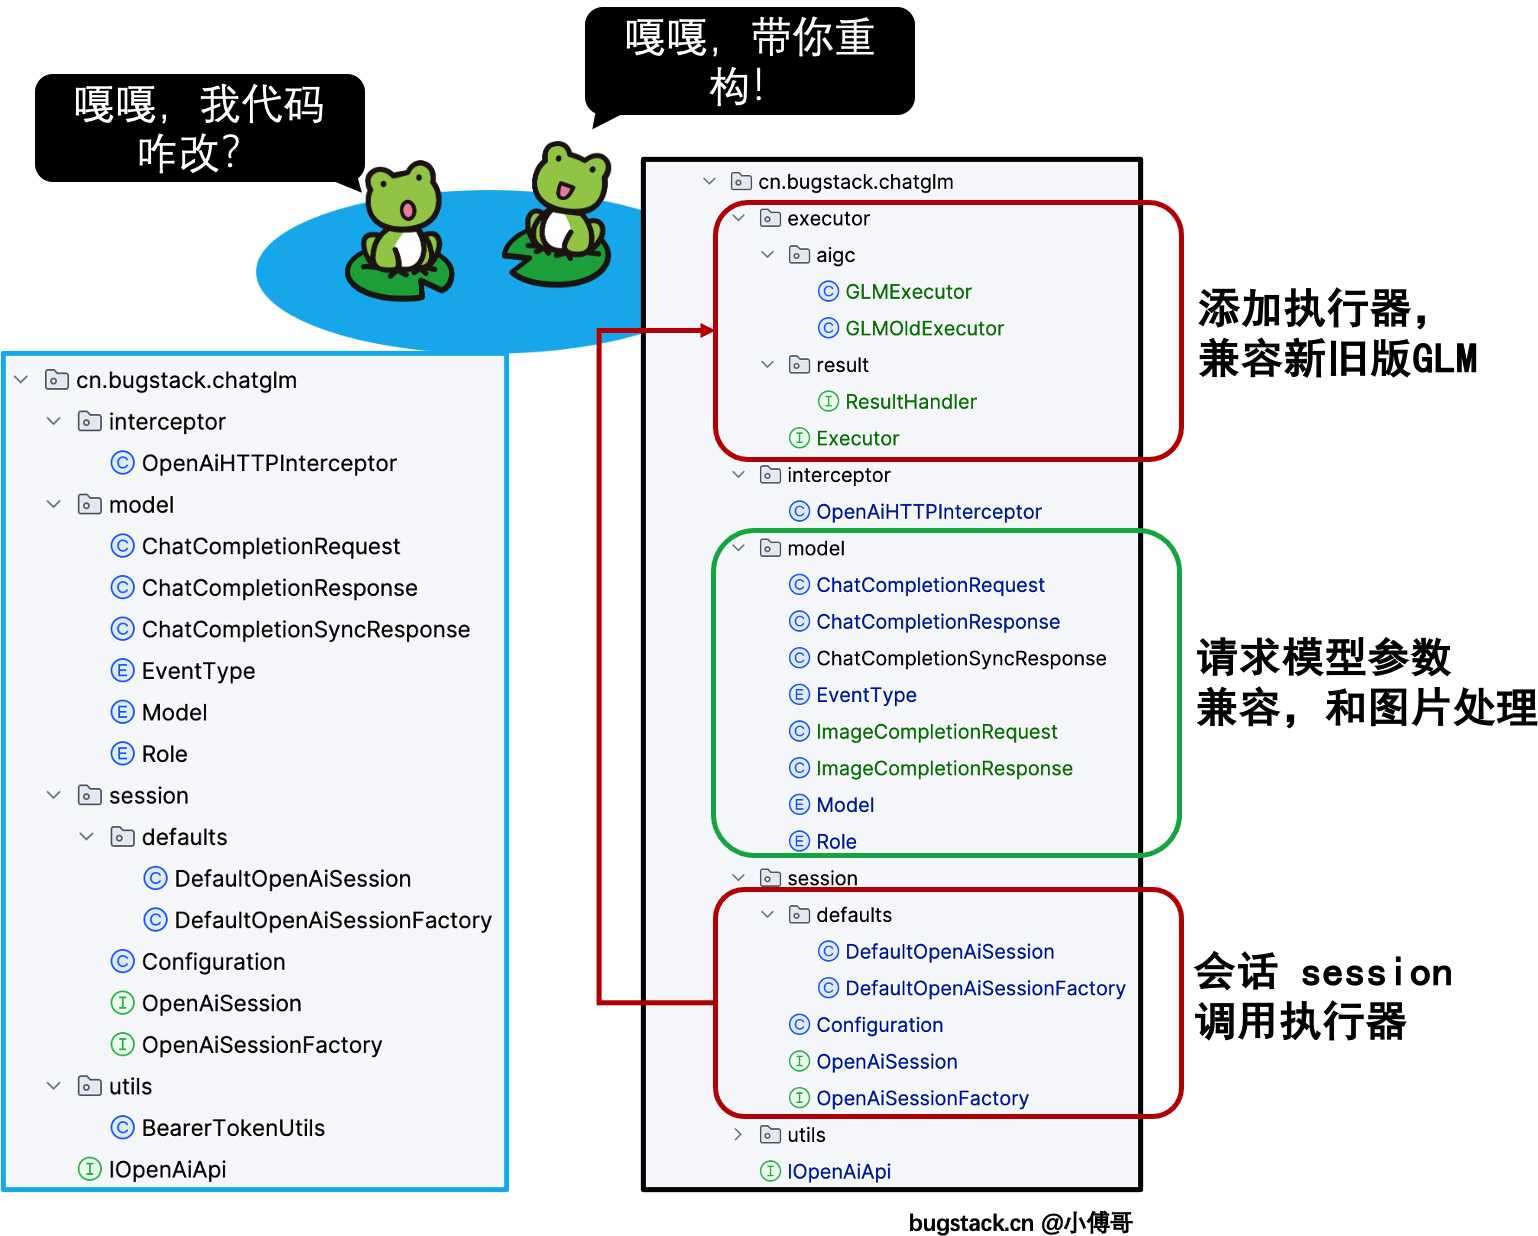 嘎嘎，我代码
咋改？
嘎嘎，带你重
构！
cn.bugstack.chatglm
interceptor
OpenAiHTTPInterceptor
model
ChatCompletionRequest
ChatCompletionResponse
ChatCompletionSyncResponse
EventType
Model
Role
session
defaults
DefaultOpenAiSession
DefaultOpenAiSessionFactory
Configuration
OpenAiSession
OpenAiSessionFactory
utils
BearerTokenUtils
IOpenAiApi
cn.bugstack.chatglm
executor
aigc
GLMExecutor
GLMOldExecutor
result
ResultHandler
Executor
interceptor
OpenAiHTTPInterceptor
model
ChatCompletionRequest
ChatCompletionResponse
ChatCompletionSyncResponse
EventType
ImageCompletionRequest
ImageCompletionResponse
Model
Role
session
defaults
DefaultOpenAiSession
DefaultOpenAiSessionFactory
Configuration
OpenAiSession
OpenAiSessionFactory
utils
IOpenAiApi
添加执行器，
兼容新旧版GLM
请求模型参数
兼容，和图片处理
会话 session
调用执行器
bugstack.cn @小傅哥